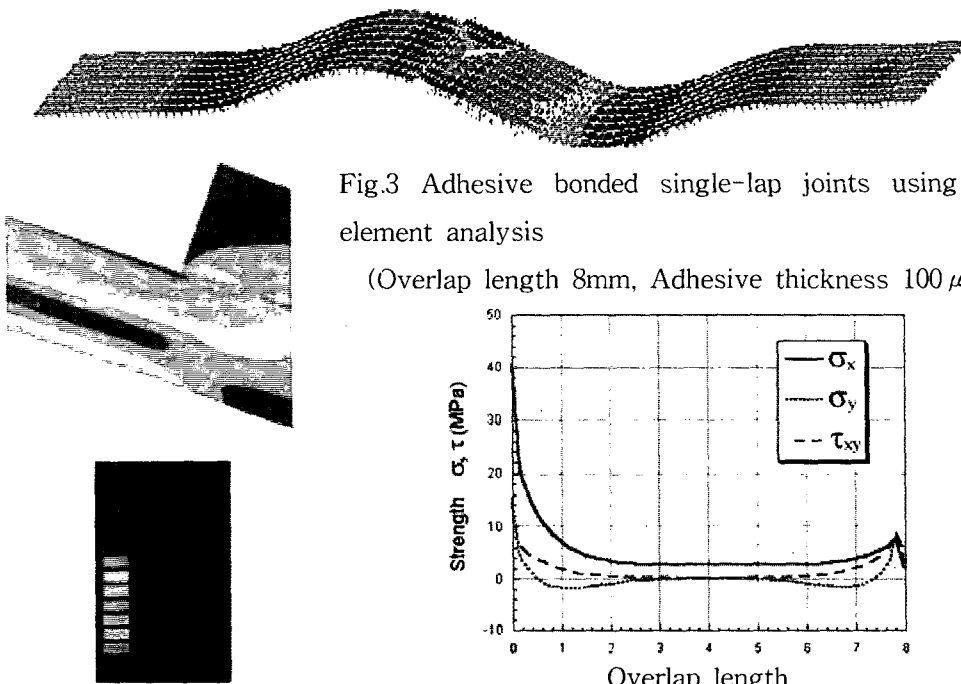 Fig.3 Adhesive bonded single-lap joints using
element analysis
(Overlap length 8mm, Adhesive thickness 100 μ
50
40
30
20
10
0
-10
Strength σ, τ (MPa)
σx
σy
τxy
0 1 2 3 4 5 6 7 8
Overlap length